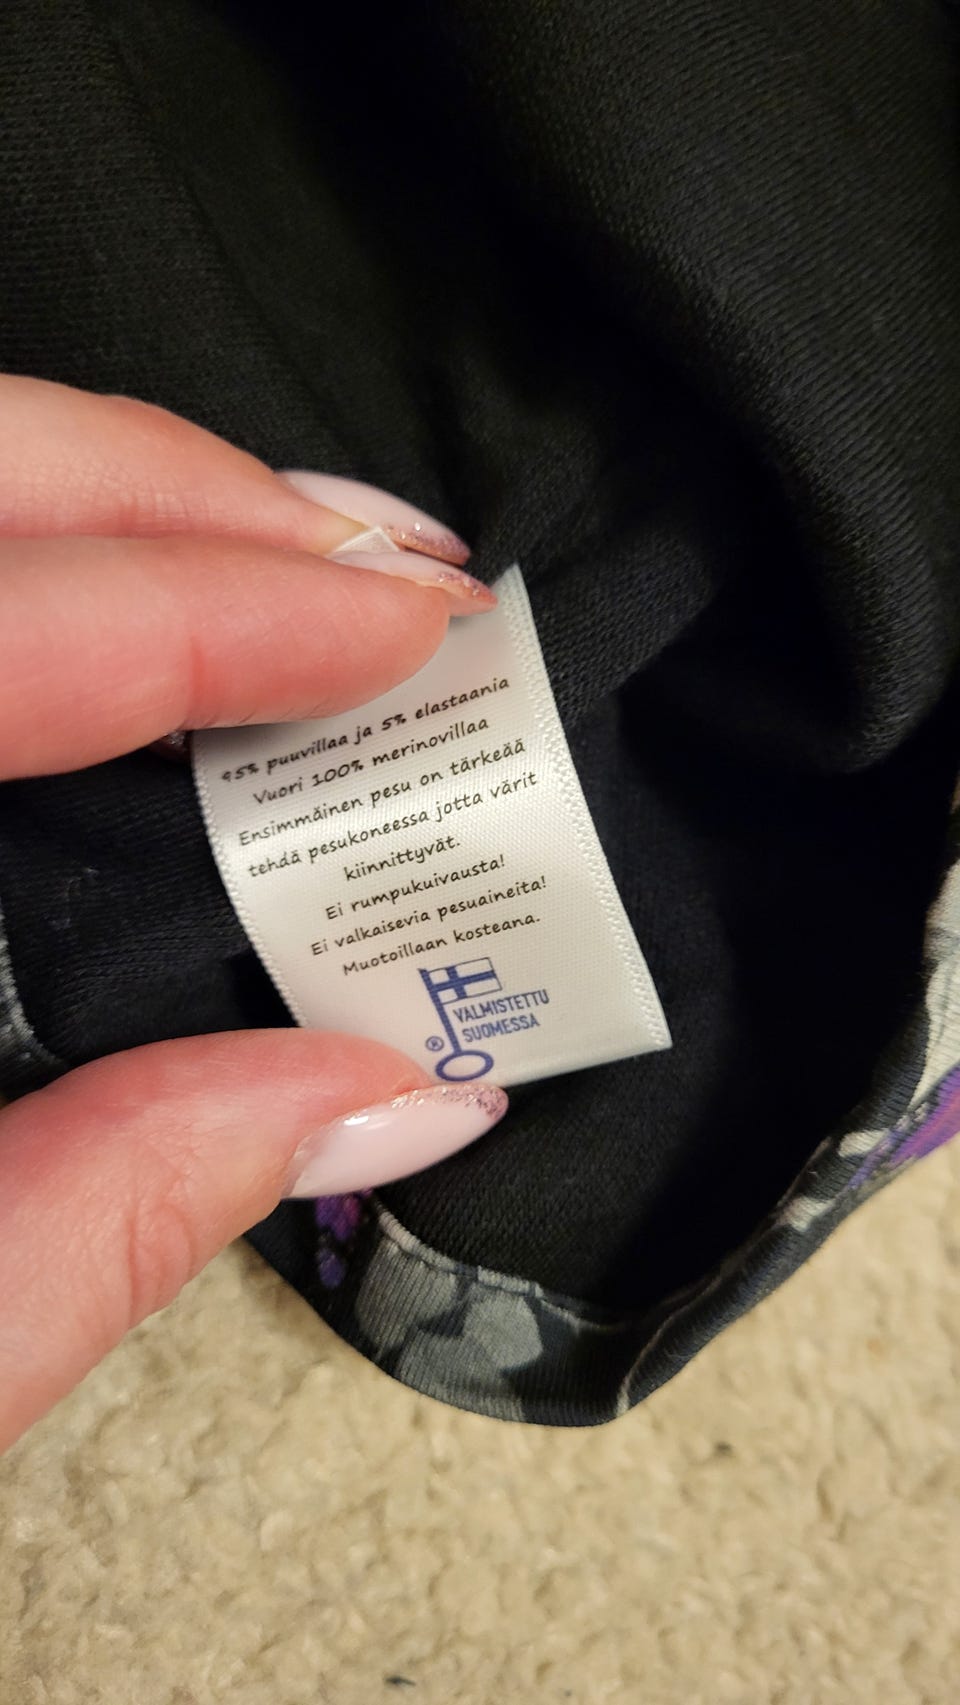 95% puuvillaa ja 5% elastaania
Vuori 100% merinovillaa
Ensimmäinen pesu on tärkeää
tehdä pesukoneessa jotta värit
kiinnittyvät.
Ei rumpukuivausta!
Ei valkaisevia pesuaineita!
Muotoillaan kosteana.
VALMISTETTU
SUOMESSA
®